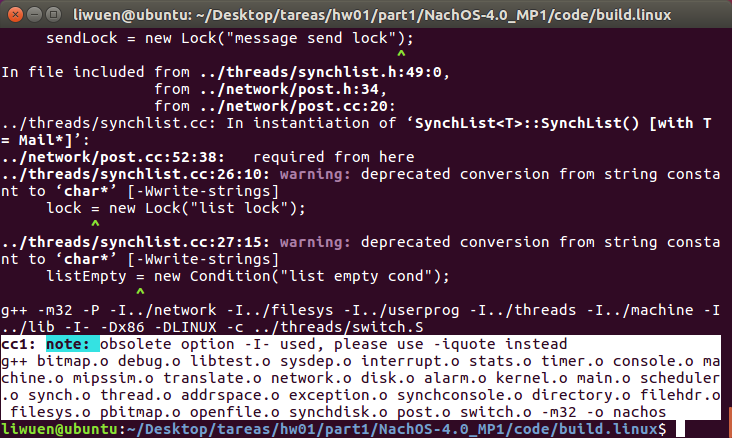 liwuen@ubuntu: ~/Desktop/tareas/hw01/part1/NachOS-4.0_MP1/code/build.linux
     sendLock = new Lock("message send lock");
                                            ^
In file included from ../threads/synchlist.h:49:0,
                 from ../network/post.h:34,
                 from ../network/post.cc:20:
../threads/synchlist.cc: In instantiation of ‘SynchList<T>::SynchList() [with T
= Mail*]’:
../network/post.cc:52:38:   required from here
../threads/synchlist.cc:26:10: warning: deprecated conversion from string consta
nt to ‘char*’ [-Wwrite-strings]
     lock = new Lock("list lock");
          ^
../threads/synchlist.cc:27:15: warning: deprecated conversion from string consta
nt to ‘char*’ [-Wwrite-strings]
     listEmpty = new Condition("list empty cond");
               ^
g++ -m32 -P -I../network -I../filesys -I../userprog -I../threads -I../machine -I
../lib -I- -Dx86 -DLINUX -c ../threads/switch.S
cc1: note: obsolete option -I- used, please use -iquote instead
g++ bitmap.o debug.o libtest.o sysdep.o interrupt.o stats.o timer.o console.o ma
chine.o mipssim.o translate.o network.o disk.o alarm.o kernel.o main.o scheduler
.o synch.o thread.o addrspace.o exception.o synchconsole.o directory.o filehdr.o
 filesys.o pbitmap.o openfile.o synchdisk.o post.o switch.o -m32 -o nachos
liwuen@ubuntu:~/Desktop/tareas/hw01/part1/NachOS-4.0_MP1/code/build.linux$